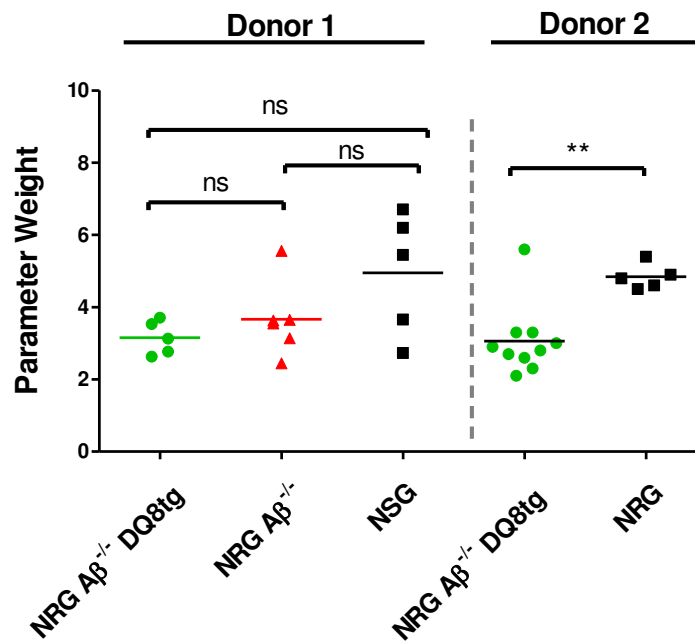 Donor 1
Donor 2
10
8
6
4
2
0
Parameter Weight
ns
ns
ns
**
NRG Aβ-/- DQ8tg
NRG Aβ-/-
NSG
NRG Aβ-/- DQ8tg
NRG